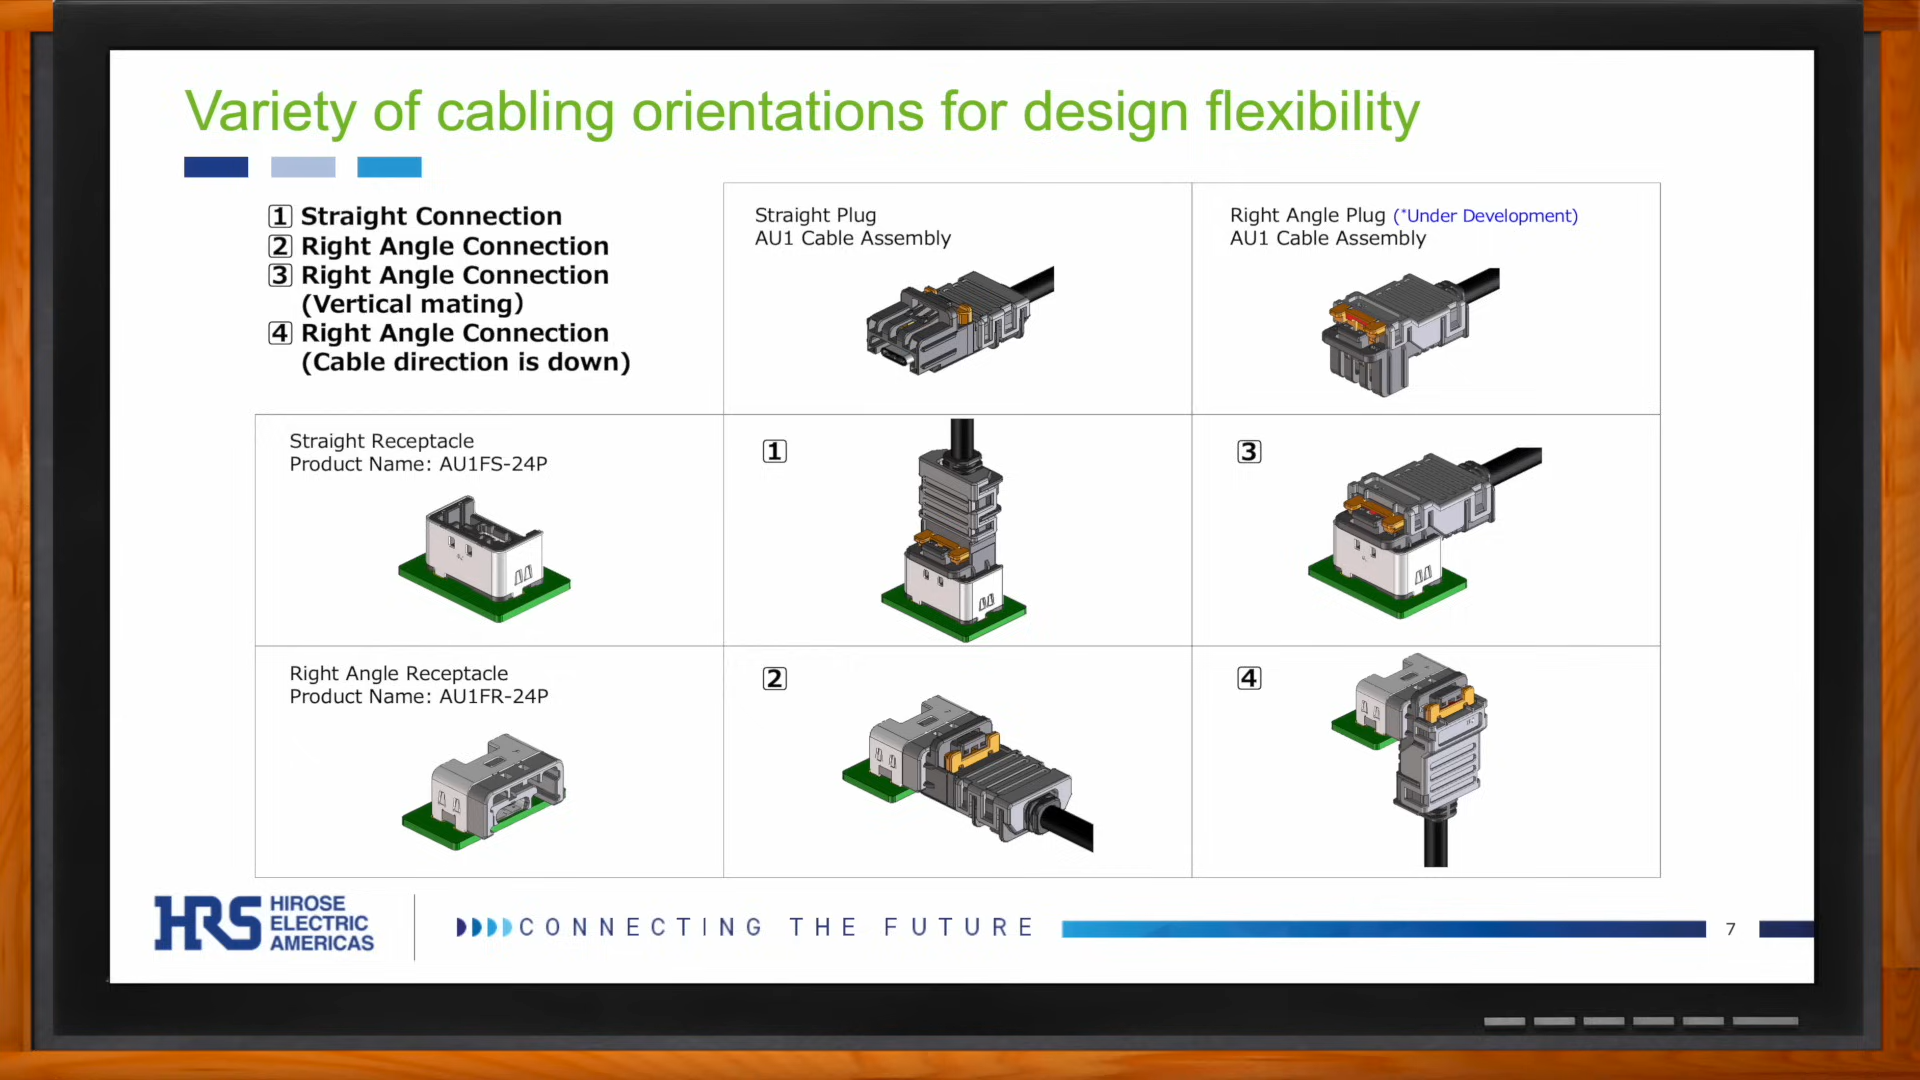 Variety of cabling orientations for design flexibility
1 Straight Connection
2 Right Angle Connection
3 Right Angle Connection
(Vertical mating)
4 Right Angle Connection
(Cable direction is down)
Straight Plug
AU1 Cable Assembly
Right Angle Plug (*Under Development)
AU1 Cable Assembly
Straight Receptacle
Product Name: AU1FS-24P
1
3
Right Angle Receptacle
Product Name: AU1FR-24P
2
4
HRS
HIROSE
ELECTRIC
AMERICAS
CONNECTING THE FUTURE
7